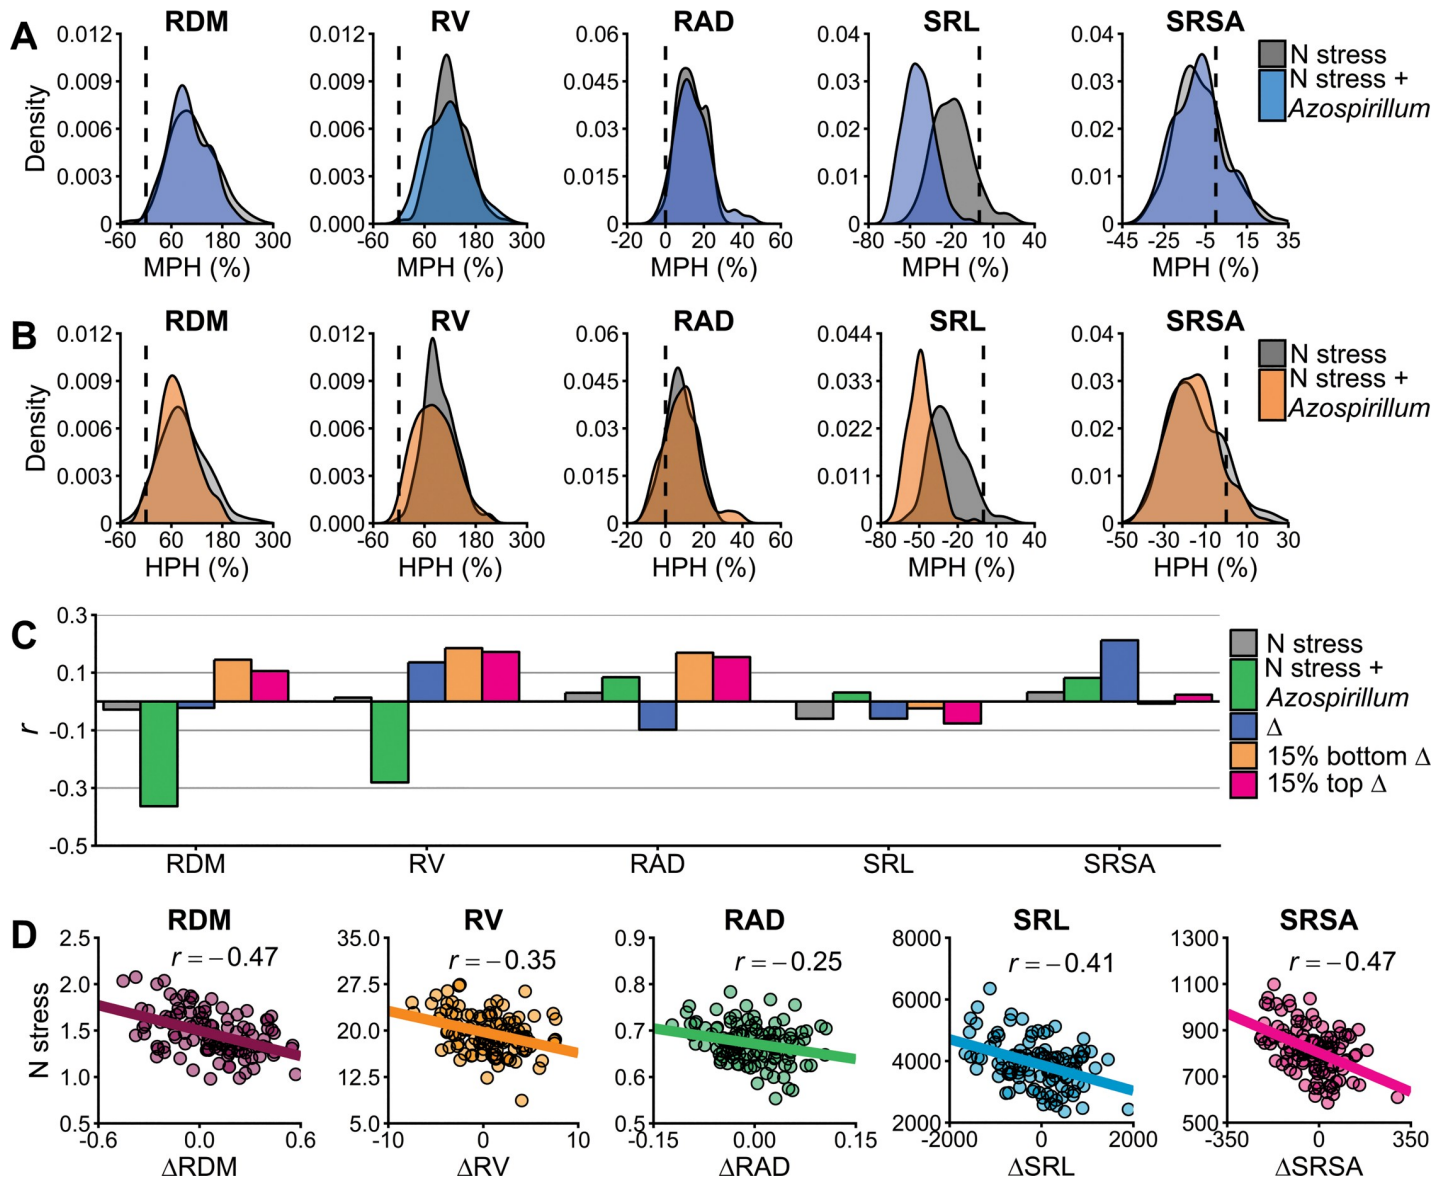 A
RDM
RV
RAD
SRL
SRSA
Density
0.012
0.009
0.006
0.003
0
-60 60 180 300
MPH (%)
0.012
0.009
0.006
0.003
0.000
-60 60 180 300
MPH (%)
0.06
0.045
0.03
0.015
0
-20 0 20 40 60
MPH (%)
0.04
0.03
0.02
0.01
0
-80 -50 -20 10 40
MPH (%)
0.04
0.03
0.02
0.01
0
-45 -25 -5 15 35
MPH (%)
N stress
N stress +
Azospirillum
B
RDM
RV
RAD
SRL
SRSA
Density
0.012
0.009
0.006
0.003
0
-60 60 180 300
HPH (%)
0.012
0.009
0.006
0.003
0.000
-60 60 180 300
HPH (%)
0.06
0.045
0.03
0.015
0
-20 0 20 40 60
HPH (%)
0.044
0.033
0.022
0.011
0
-80 -50 -20 10 40
MPH (%)
0.04
0.03
0.02
0.01
0
-50 -30 -10 10 30
HPH (%)
N stress
N stress +
Azospirillum
C
r
0.3
0.1
-0.1
-0.3
-0.5
RDM RV RAD SRL SRSA
N stress
N stress +
Azospirillum
Δ
15% bottom Δ
15% top Δ
D
RDM
N stress
2.5
2.0
1.5
1.0
0.5
r = −0.47
-0.6 0.0 0.6
ΔRDM
RV
35.0
27.5
20.0
12.5
5.0
r = −0.35
-10 0 10
ΔRV
RAD
0.9
0.8
0.7
0.6
0.5
r = −0.25
-0.15 0.00 0.15
ΔRAD
SRL
8000
6000
4000
2000
r = −0.41
-2000 0 2000
ΔSRL
SRSA
1300
1100
900
700
500
r = −0.47
-350 0 350
ΔSRSA